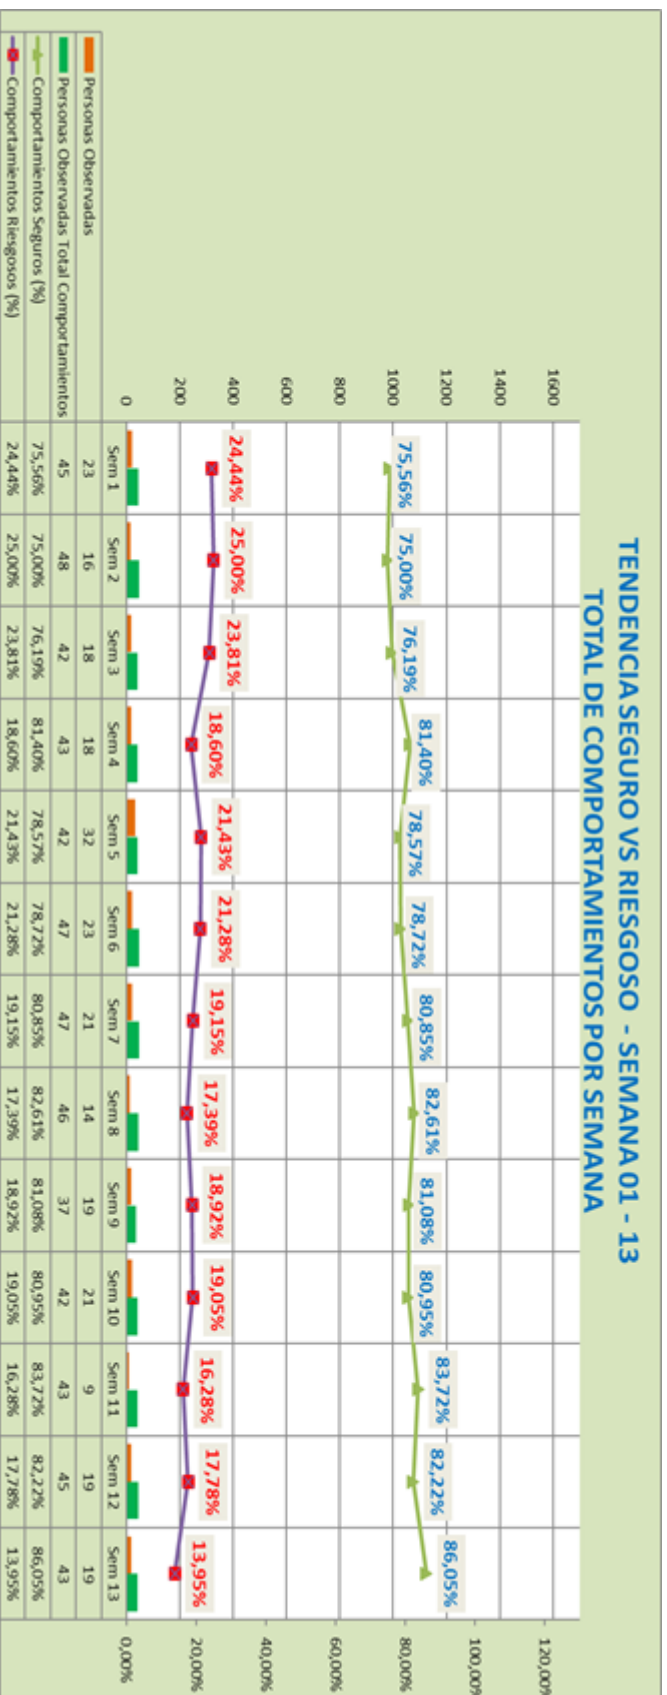 TENDENCIA SEGURO VS RIESGOSO - SEMANA 01 - 13
TOTAL DE COMPORTAMIENTOS POR SEMANA
1600
1400
1200
1000
800
600
400
200
0
120,00%
100,00%
80,00%
60,00%
40,00%
20,00%
0,00%
75,56% 75,00% 76,19% 81,40% 78,57% 78,72% 80,85% 82,61% 81,08% 80,95% 83,72% 82,22% 86,05%
24,44% 25,00% 23,81% 18,60% 21,43% 21,28% 19,15% 17,39% 18,92% 19,05% 16,28% 17,78% 13,95%
Sem 1 Sem 2 Sem 3 Sem 4 Sem 5 Sem 6 Sem 7 Sem 8 Sem 9 Sem 10 Sem 11 Sem 12 Sem 13
Personas Observadas 23 16 18 18 32 23 21 14 19 21 9 19 19
Personas Observadas Total Comportamientos 45 48 42 43 42 47 47 46 37 42 43 45 43
Comportamientos Seguros (%) 75,56% 75,00% 76,19% 81,40% 78,57% 78,72% 80,85% 82,61% 81,08% 80,95% 83,72% 82,22% 86,05%
Comportamientos Riesgosos (%) 24,44% 25,00% 23,81% 18,60% 21,43% 21,28% 19,15% 17,39% 18,92% 19,05% 16,28% 17,78% 13,95%